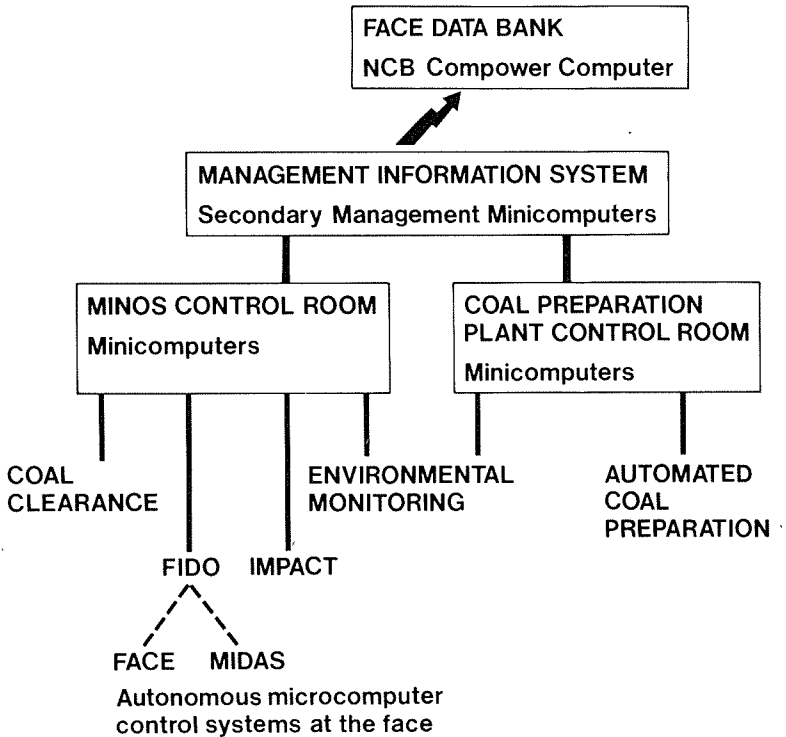 FACE DATA BANK
NCB Compower Computer
MANAGEMENT INFORMATION SYSTEM
Secondary Management Minicomputers
MINOS CONTROL ROOM
Minicomputers
COAL PREPARATION
PLANT CONTROL ROOM
Minicomputers
COAL
CLEARANCE
ENVIRONMENTAL
MONITORING
AUTOMATED
COAL
PREPARATION
FIDO
IMPACT
FACE
MIDAS
Autonomous microcomputer
control systems at the face